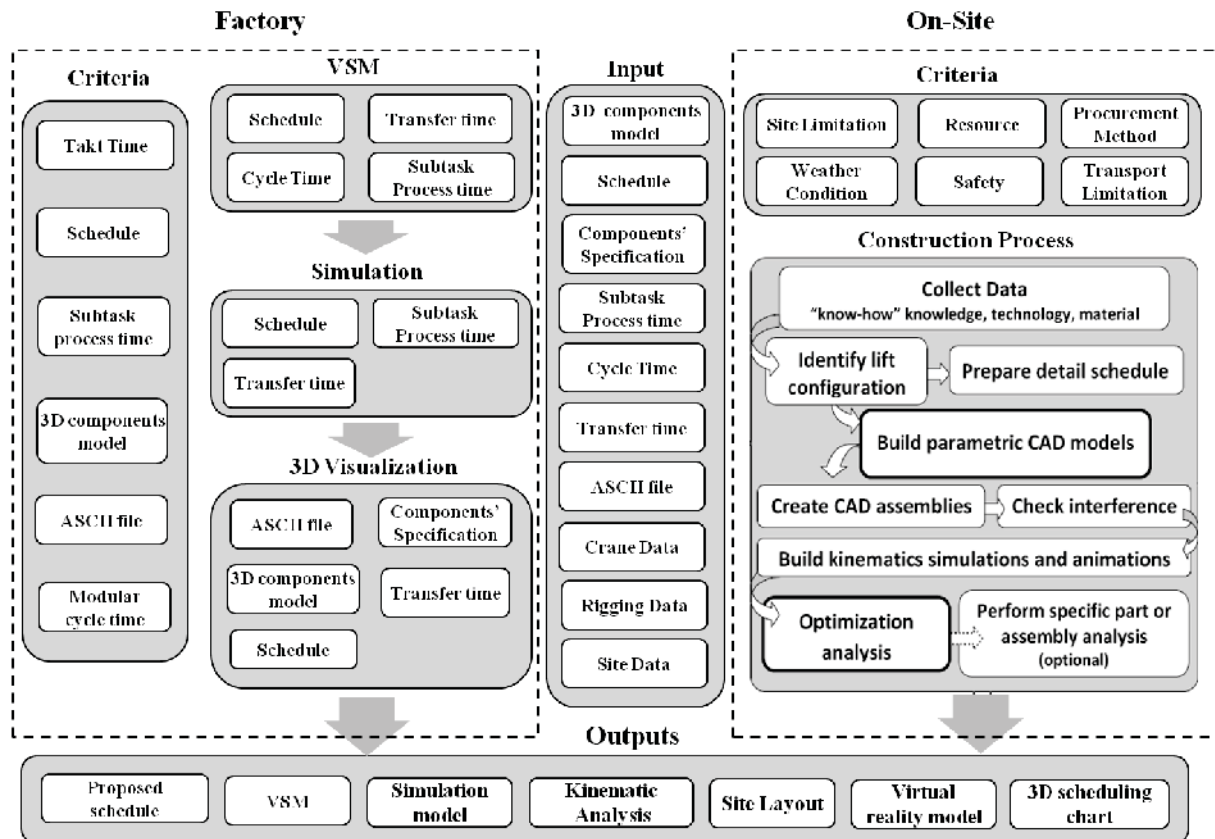 Factory
On-Site
Criteria
Takt Time
Schedule
Subtask
process time
3D components
model
ASCII file
Modular
cycle time
VSM
Schedule
Transfer time
Cycle Time
Subtask
Process time
Simulation
Schedule
Subtask
Process time
Transfer time
3D Visualization
ASCII file
Components'
Specification
3D components
model
Transfer time
Schedule
Input
3D components
model
Schedule
Components'
Specification
Subtask
Process time
Cycle Time
Transfer time
ASCII file
Crane Data
Rigging Data
Site Data
Criteria
Site Limitation
Resource
Procurement
Method
Weather
Condition
Safety
Transport
Limitation
Construction Process
Collect Data
"know-how" knowledge, technology, material
Identify lift
configuration
Prepare detail schedule
Build parametric CAD models
Create CAD assemblies
Check interference
Build kinematics simulations and animations
Optimization
analysis
Perform specific part or
assembly analysis
(optional)
Outputs
Proposed
schedule
VSM
Simulation
model
Kinematic
Analysis
Site Layout
Virtual
reality model
3D scheduling
chart